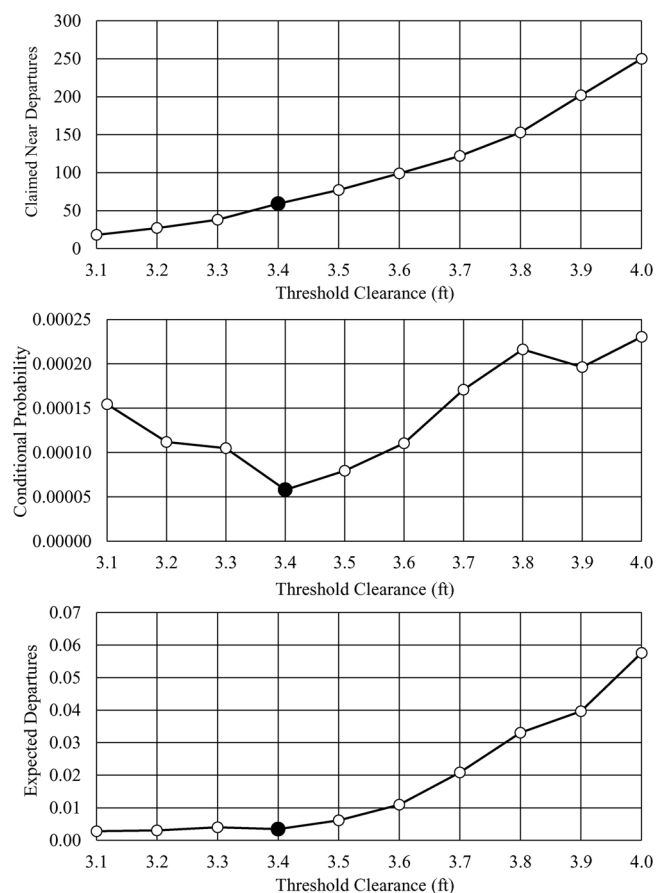 300
250
200
150
100
50
0
Claimed Near Departures
3.1 3.2 3.3 3.4 3.5 3.6 3.7 3.8 3.9 4.0
Threshold Clearance (ft)
0.00025
0.00020
0.00015
0.00010
0.00005
0.00000
Conditional Probability
3.1 3.2 3.3 3.4 3.5 3.6 3.7 3.8 3.9 4.0
Threshold Clearance (ft)
0.07
0.06
0.05
0.04
0.03
0.02
0.01
0.00
Expected Departures
3.1 3.2 3.3 3.4 3.5 3.6 3.7 3.8 3.9 4.0
Threshold Clearance (ft)